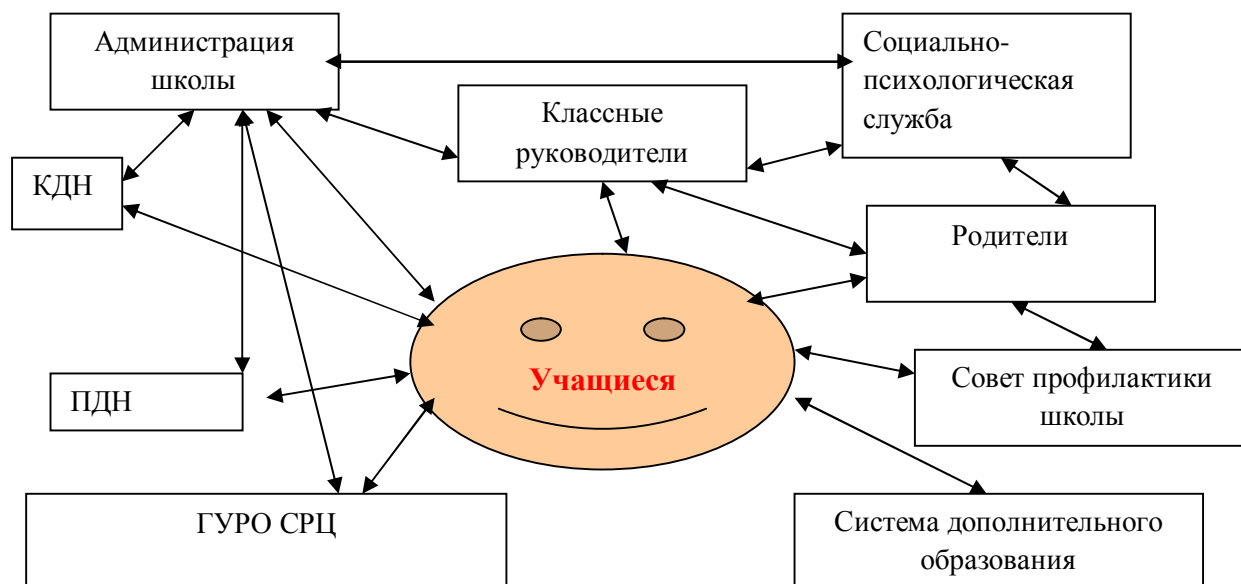 Администрация
школы
Социально-
психологическая
служба
Классные
руководители
КДН
Родители
Учащиеся
ПДН
Совет профилактики
школы
ГУРО СРЦ
Система дополнительного
образования